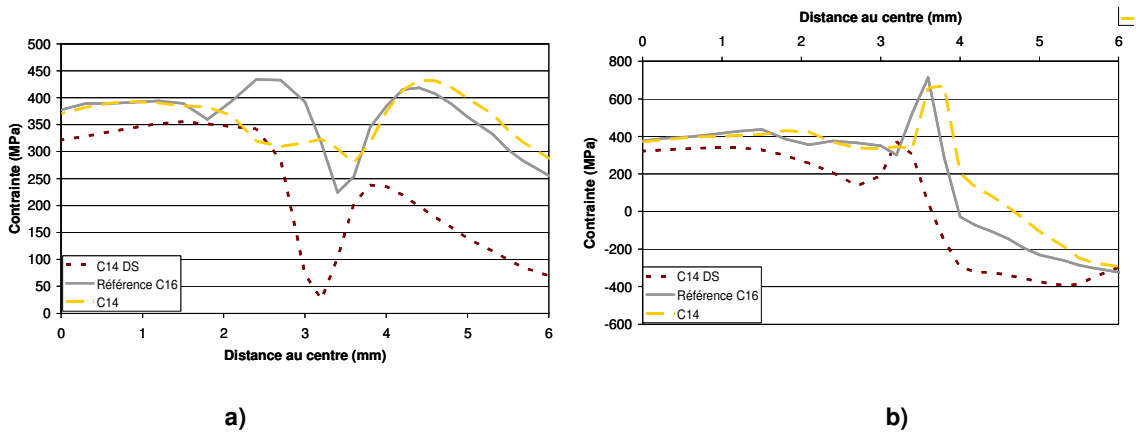 500
450
400
350
300
250
200
150
100
50
0
Contrainte (MPa)
C14 DS
Référence C16
C14
0 1 2 3 4 5 6
Distance au centre (mm)
a)
Distance au centre (mm)
0 1 2 3 4 5 6
800
600
400
200
0
-200
-400
-600
Contrainte (MPa)
C14 DS
Référence C16
C14
b)